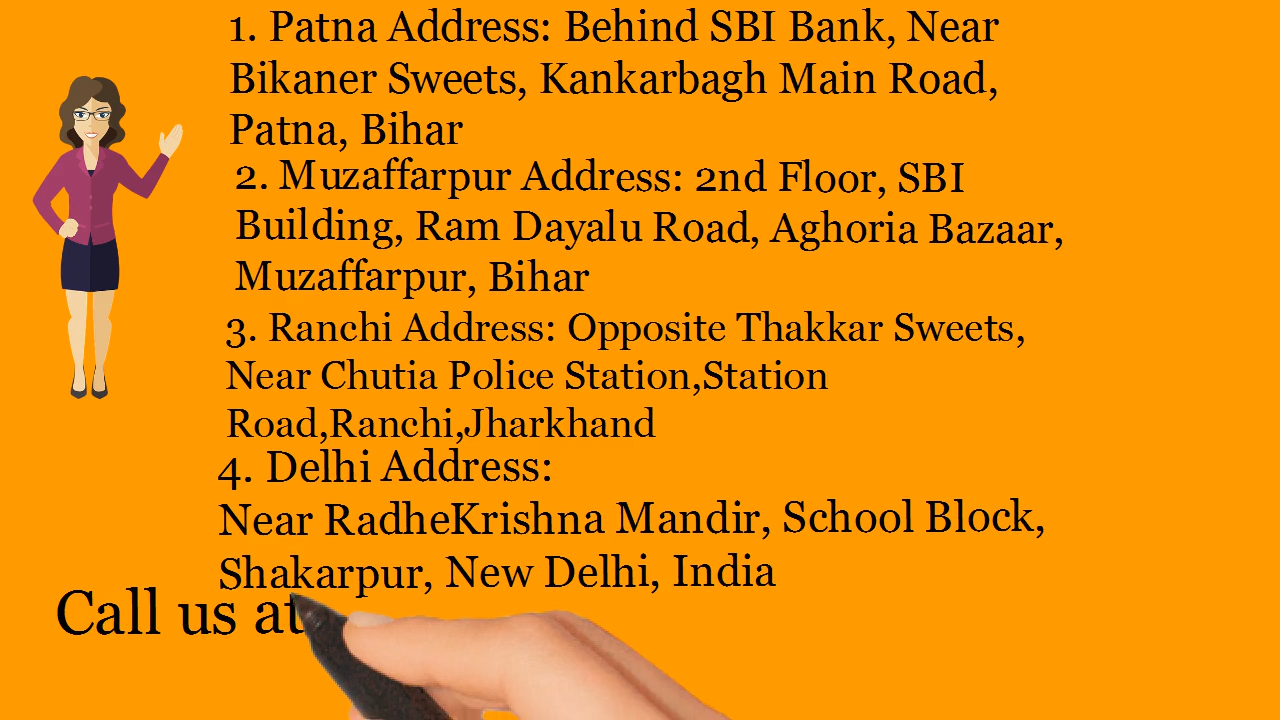 1. Patna Address: Behind SBI Bank, Near
Bikaner Sweets, Kankarbagh Main Road,
Patna, Bihar
2. Muzaffarpur Address: 2nd Floor, SBI
Building, Ram Dayalu Road, Aghoria Bazaar,
Muzaffarpur, Bihar
3. Ranchi Address: Opposite Thakkar Sweets,
Near Chutia Police Station,Station
Road,Ranchi,Jharkhand
4. Delhi Address:
Near RadheKrishna Mandir, School Block,
Shakarpur, New Delhi, India
Call us at